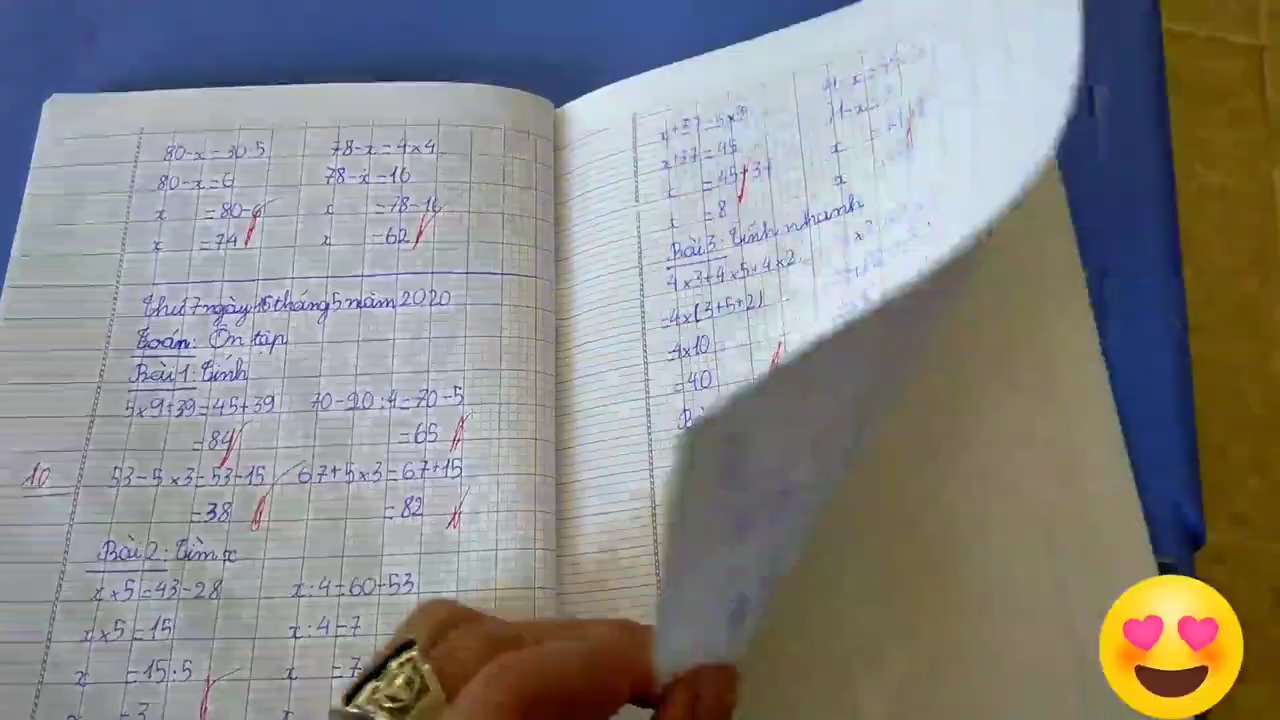 80-x=30:5
78-x=4×4
80-x=6
78-x=16
x =80-6
x =78-16
x =74
x =62
Thứ 7 ngày 16 tháng 5 năm 2020
Toán: Ôn tập
Bài 1: Tính
5×9+39=45+39
70-20:4=70-5
=84
=65
10
53-5×3=53-15
67+5×3=67+15
=38
=82
Bài 2: Tìm x
x×5=43-28
x:4=60-53
x×5=15
x:4=7
x =15:5
x =7
x =3
x
x+37=5×9
x+37=45
x =45+37
x =8
x
x
Bài 3: Tính nhanh
4×3+4×5+4×2
=4×(3+5+2)
=4×10
=40